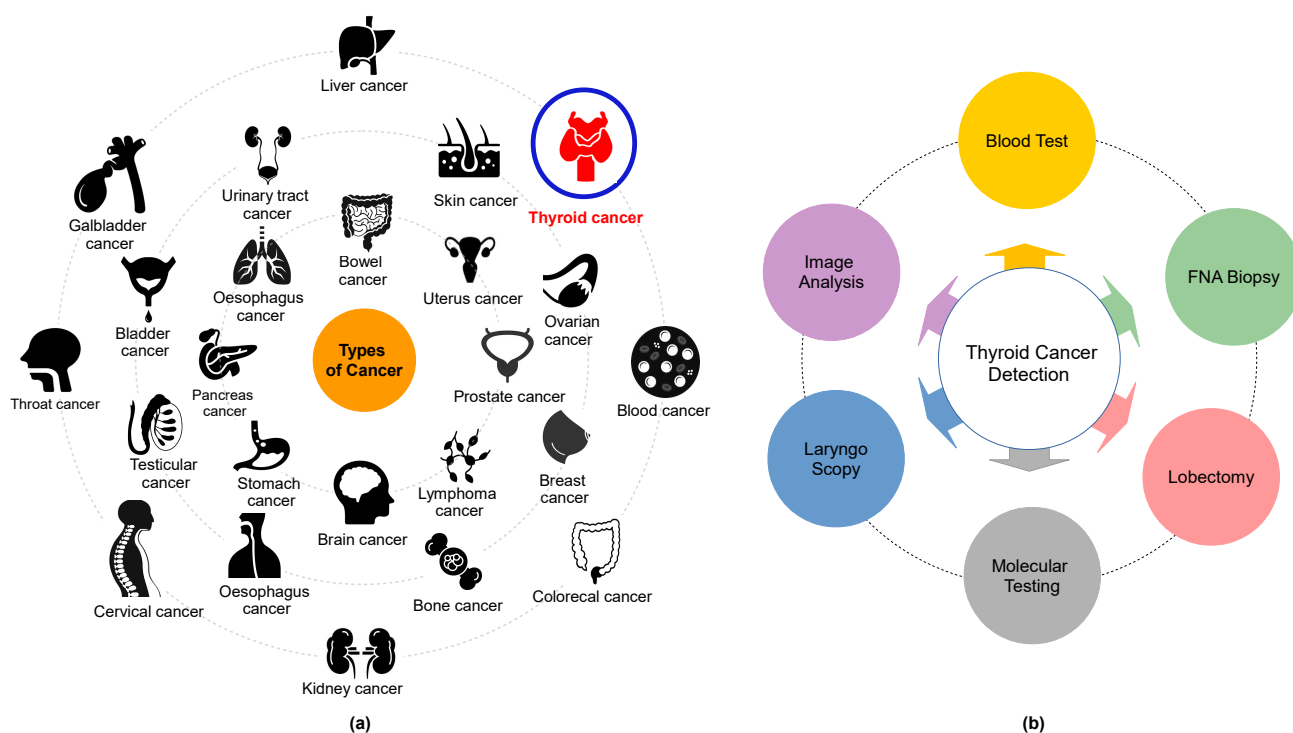 Liver cancer
Thyroid cancer
Galbladder
cancer
Urinary tract
cancer
Skin cancer
Bowel
cancer
Oesophagus
cancer
Uterus cancer
Ovarian
cancer
Bladder
cancer
Types
of Cancer
Throat cancer
Pancreas
cancer
Prostate cancer
Blood cancer
Testicular
cancer
Stomach
cancer
Lymphoma
cancer
Breast
cancer
Brain cancer
Cervical cancer
Oesophagus
cancer
Bone cancer
Colorecal cancer
Kidney cancer
(a)
Blood Test
Image
Analysis
FNA Biopsy
Thyroid Cancer
Detection
Laryngo
Scopy
Lobectomy
Molecular
Testing
(b)